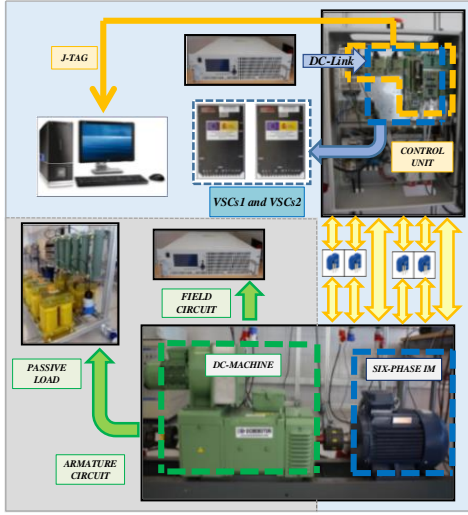 J-TAG
DC-Link
CONTROL
UNIT
VSCs1 and VSCs2
FIELD
CIRCUIT
PASSIVE
LOAD
DC-MACHINE
SIX-PHASE IM
ARMATURE
CIRCUIT